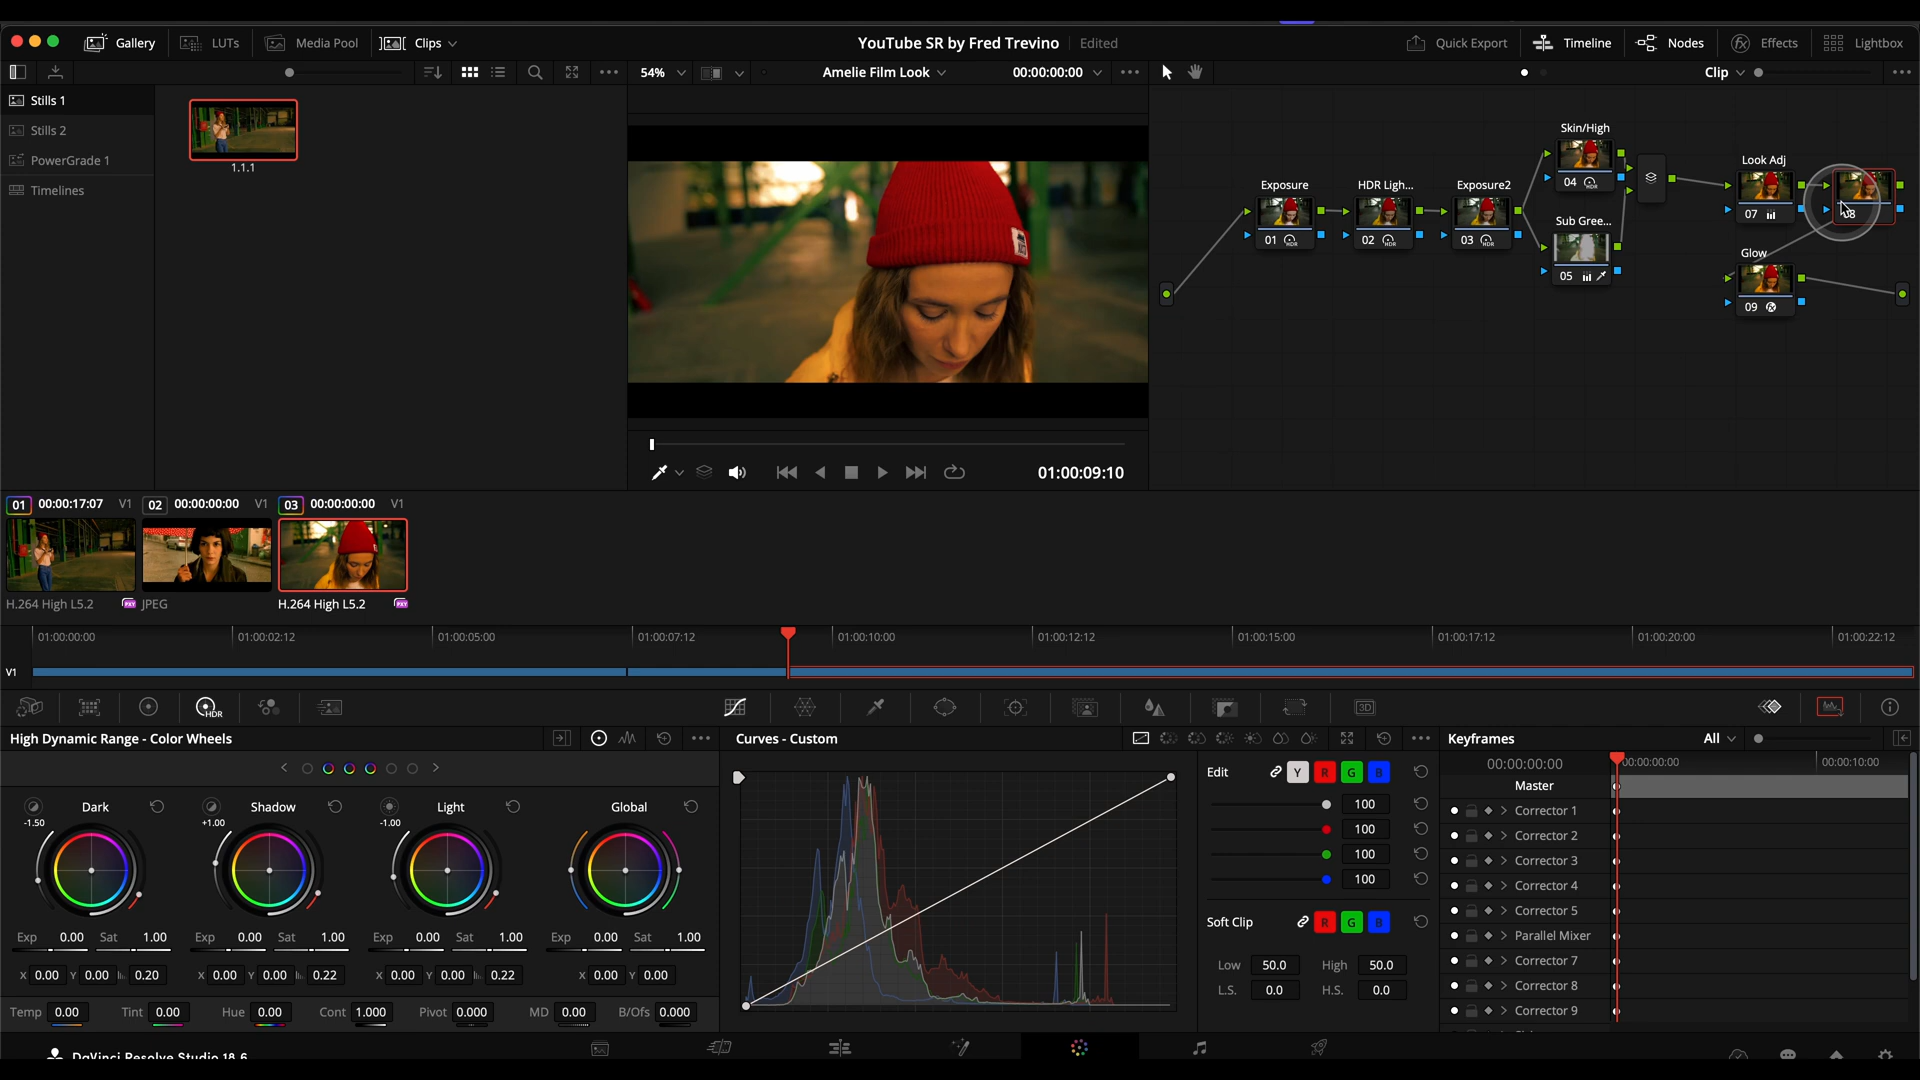 Gallery
LUTs
Media Pool
Clips
YouTube SR by Fred Trevino
Edited
Quick Export
Timeline
Nodes
Effects
Lightbox
54%
Amelie Film Look
00:00:00:00
Clip
Stills 1
Stills 2
PowerGrade 1
Timelines
1.1.1
Exposure
01
HDR
HDR Ligh...
02
HDR
Exposure2
03
HDR
Skin/High
04
HDR
Sub Gree...
05
Look Adj
07
08
Glow
09
01:00:09:10
01 00:00:17:07 V1
02 00:00:00:00 V1
03 00:00:00:00 V1
H.264 High L5.2
PXY
JPEG
H.264 High L5.2
PXY
01:00:00:00
01:00:02:12
01:00:05:00
01:00:07:12
01:00:10:00
01:00:12:12
01:00:15:00
01:00:17:12
01:00:20:00
01:00:22:12
V1
HDR
3D
High Dynamic Range - Color Wheels
Dark
-1.50
Shadow
+1.00
Light
-1.00
Global
Exp 0.00 Sat 1.00
Exp 0.00 Sat 1.00
Exp 0.00 Sat 1.00
Exp 0.00 Sat 1.00
X 0.00 Y 0.00 0.20
X 0.00 Y 0.00 0.22
X 0.00 Y 0.00 0.22
X 0.00 Y 0.00
Temp 0.00 Tint 0.00 Hue 0.00 Cont 1.000 Pivot 0.000 MD 0.00 B/Ofs 0.000
Curves - Custom
Edit
Y R G B
100
100
100
100
Soft Clip
R G B
Low 50.0 High 50.0
L.S. 0.0 H.S. 0.0
Keyframes
All
00:00:00:00
00:00:00:00
00:00:10:00
Master
Corrector 1
Corrector 2
Corrector 3
Corrector 4
Corrector 5
Parallel Mixer
Corrector 7
Corrector 8
Corrector 9
DaVinci Resolve Studio 18.6